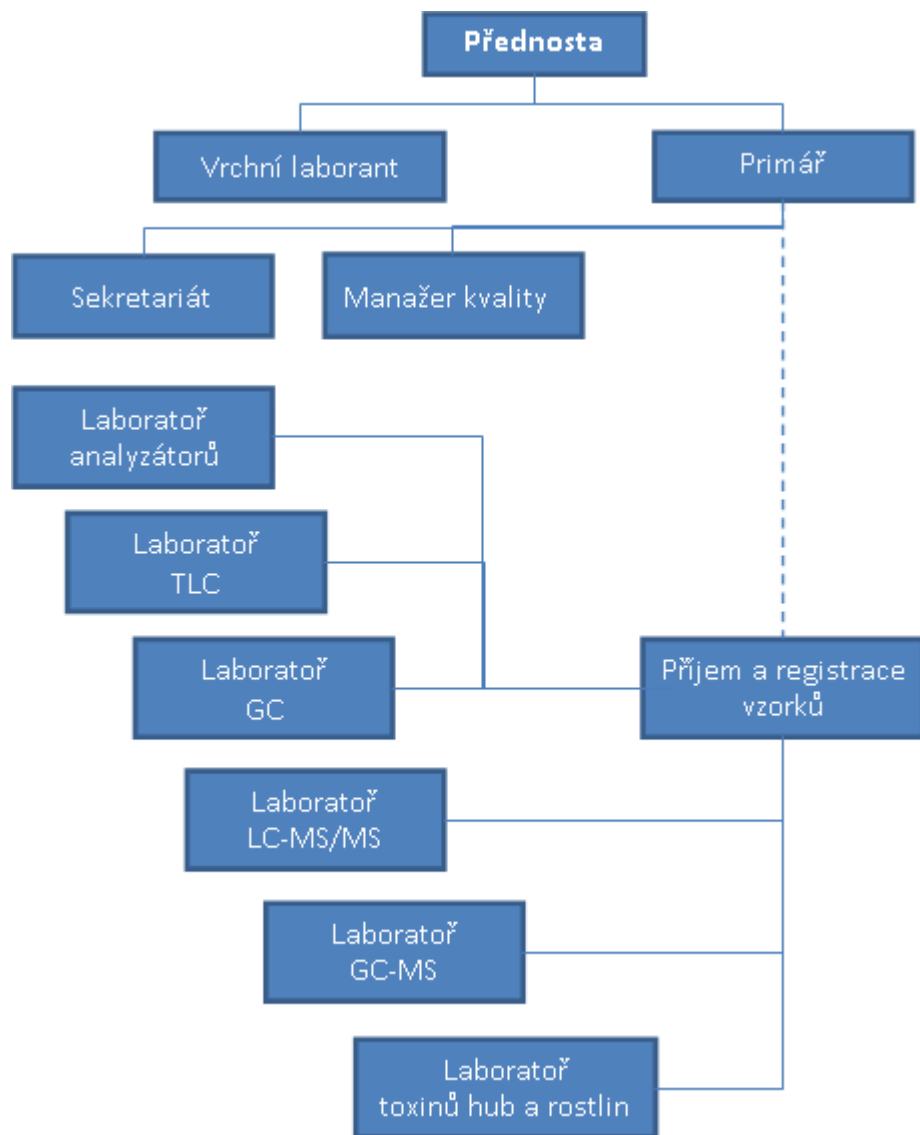 Přednosta
Vrchní laborant
Primář
Sekretariát
Manažer kvality
Laboratoř
analyzátorů
Laboratoř
TLC
Laboratoř
GC
Příjem a registrace
vzorků
Laboratoř
LC-MS/MS
Laboratoř
GC-MS
Laboratoř
toxinů hub a rostlin